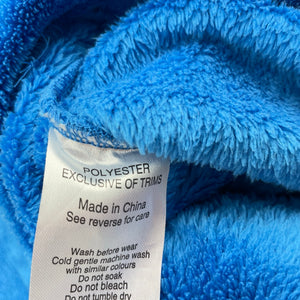 POLYESTER
EXCLUSIVE OF TRIMS
Made in China
See reverse for care
Wash before wear
Cold gentle machine wash
with similar colours
Do not soak
Do not bleach
Do not tumble dry